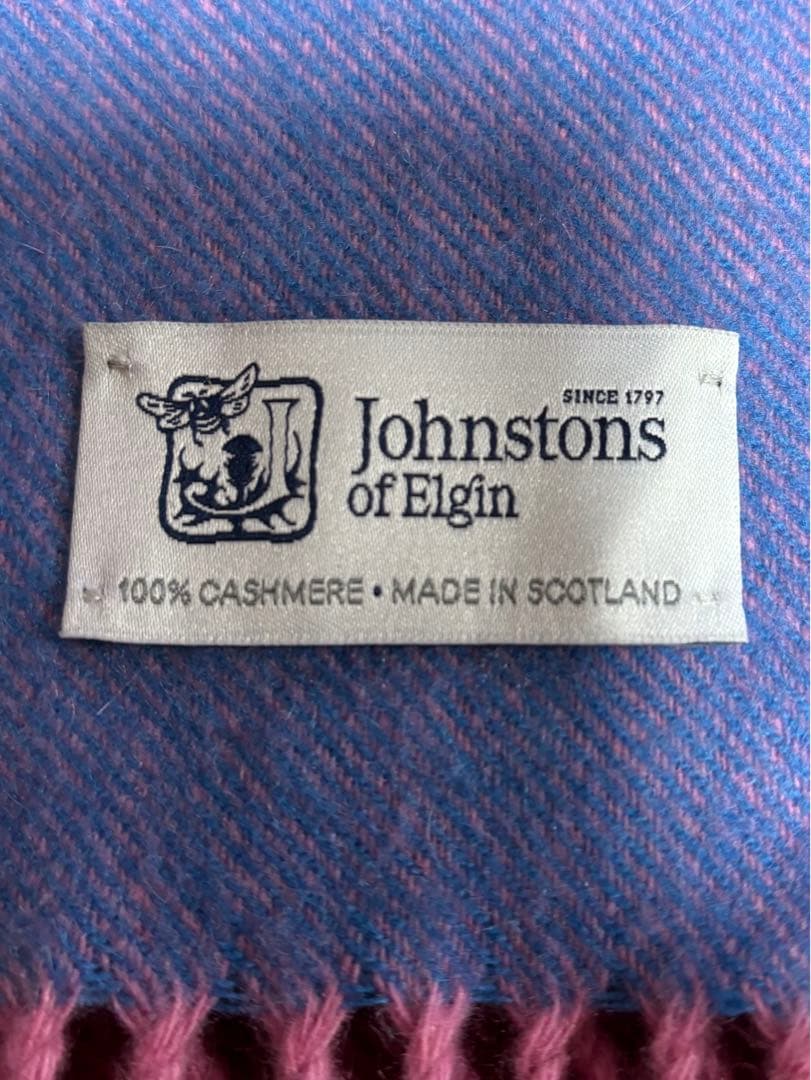 SINCE 1797
Johnstons
of Elgin
100% CASHMERE • MADE IN SCOTLAND